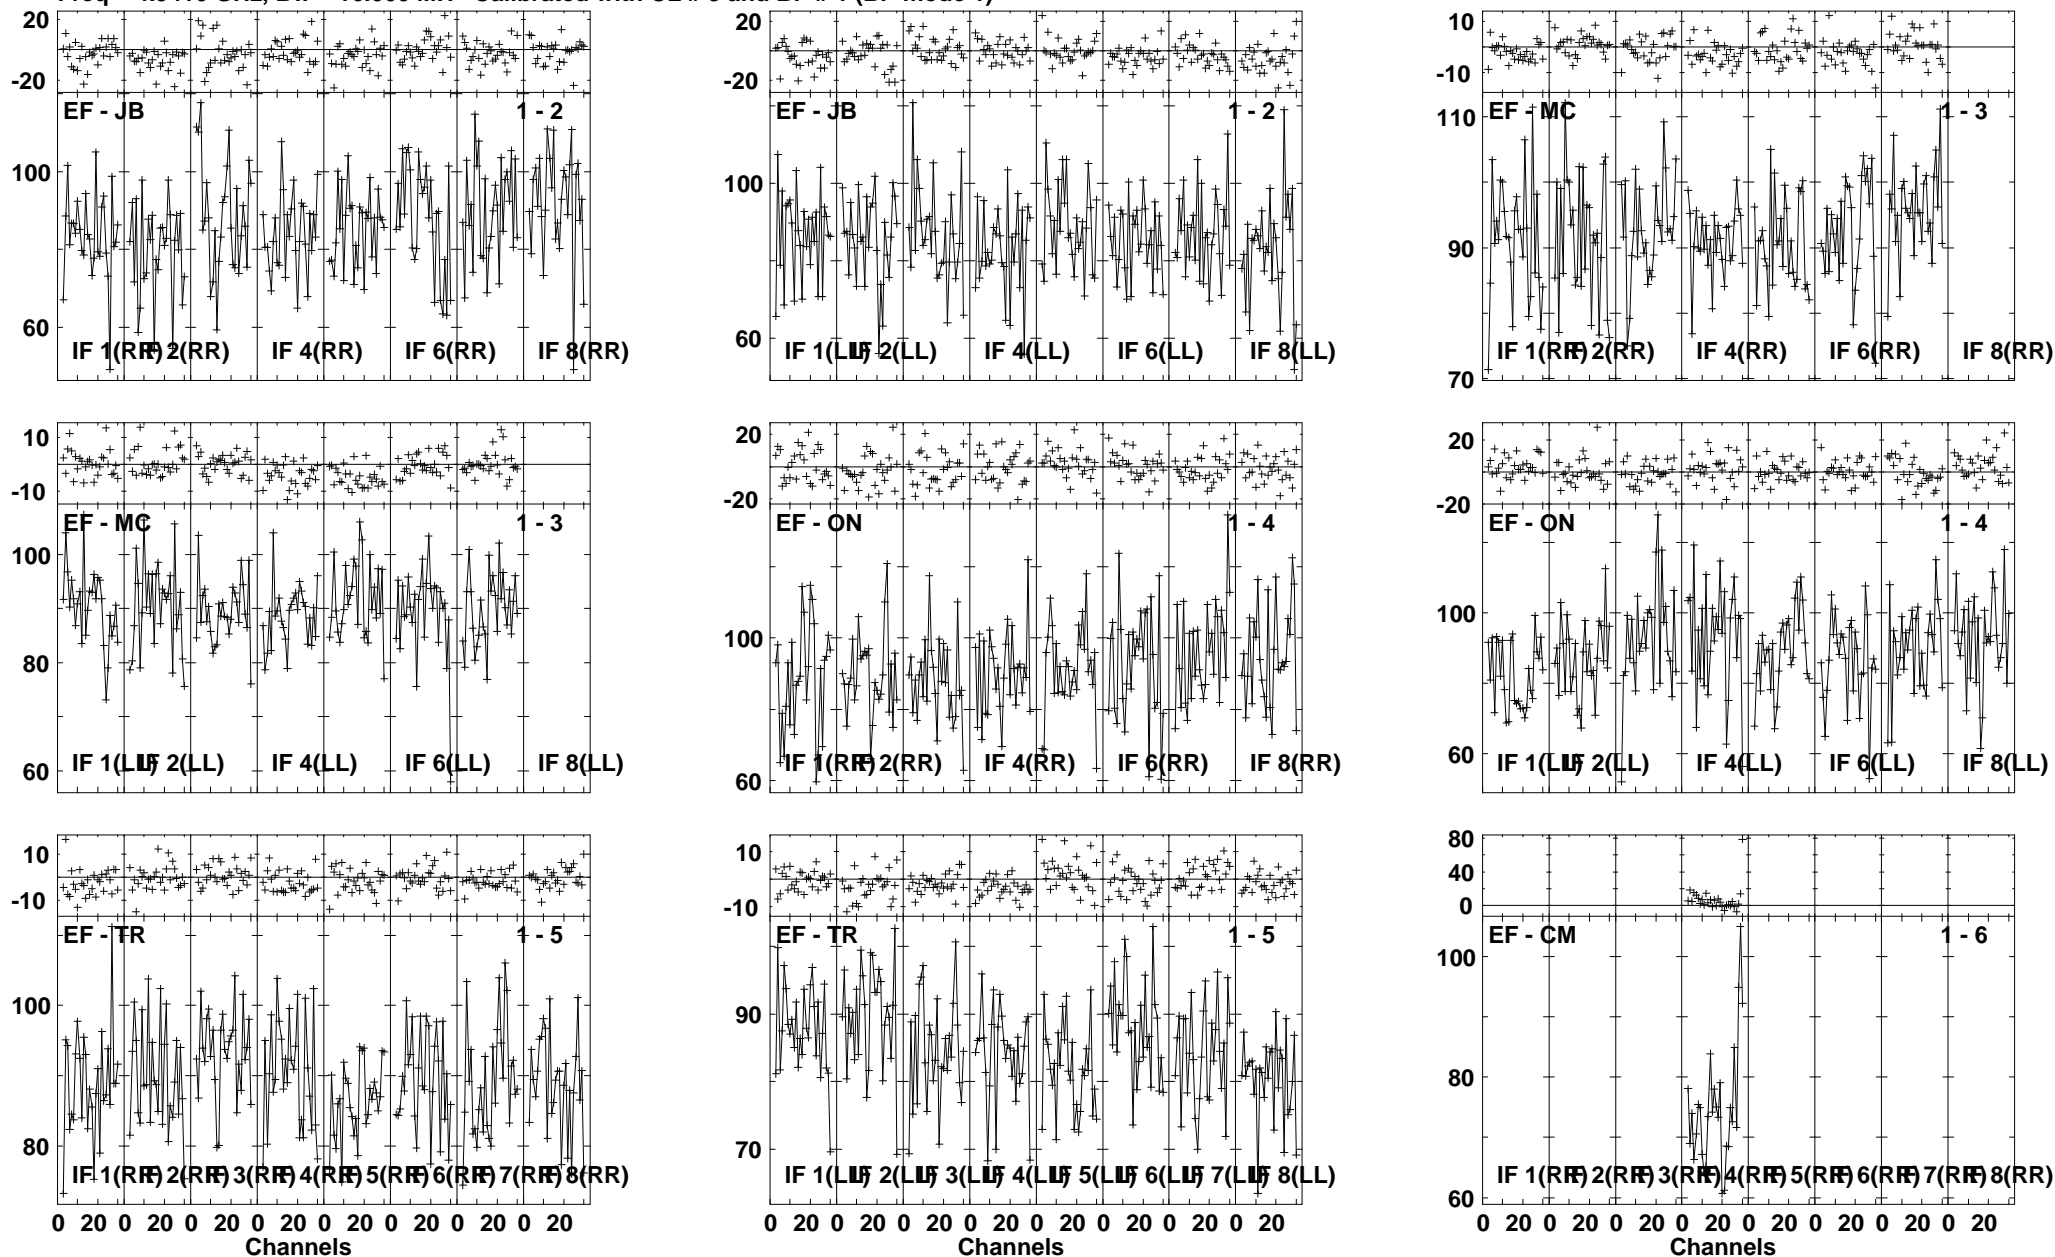 20
-20
EF - JB 1 - 2
100
60
IF 1(RR) IF 2(RR) IF 4(RR) IF 6(RR) IF 8(RR)
20
-20
EF - JB 1 - 2
100
60
IF 1(LL) IF 2(LL) IF 4(LL) IF 6(LL) IF 8(LL)
10
-10
EF - MC 1 - 3
110
90
70
IF 1(RR) IF 2(RR) IF 4(RR) IF 6(RR) IF 8(RR)
10
-10
EF - MC 1 - 3
100
80
60
IF 1(LL) IF 2(LL) IF 4(LL) IF 6(LL) IF 8(LL)
20
-20
EF - ON 1 - 4
100
60
IF 1(RR) IF 2(RR) IF 4(RR) IF 6(RR) IF 8(RR)
20
-20
EF - ON 1 - 4
100
60
IF 1(LL) IF 2(LL) IF 4(LL) IF 6(LL) IF 8(LL)
10
-10
EF - TR 1 - 5
100
80
IF 1(RR) IF 2(RR) IF 3(RR) IF 4(RR) IF 5(RR) IF 6(RR) IF 7(RR) IF 8(RR)
0 20 0 20 0 20 0 20 0 20 0 20 0 20 0 20
Channels
10
-10
EF - TR 1 - 5
90
70
IF 1(LL) IF 2(LL) IF 3(LL) IF 4(LL) IF 5(LL) IF 6(LL) IF 7(LL) IF 8(LL)
0 20 0 20 0 20 0 20 0 20 0 20 0 20 0 20
Channels
80
40
0
EF - CM 1 - 6
100
80
60
IF 1(RR) IF 2(RR) IF 3(RR) IF 4(RR) IF 5(RR) IF 6(RR) IF 7(RR) IF 8(RR)
0 20 0 20 0 20 0 20 0 20 0 20 0 20 0 20
Channels